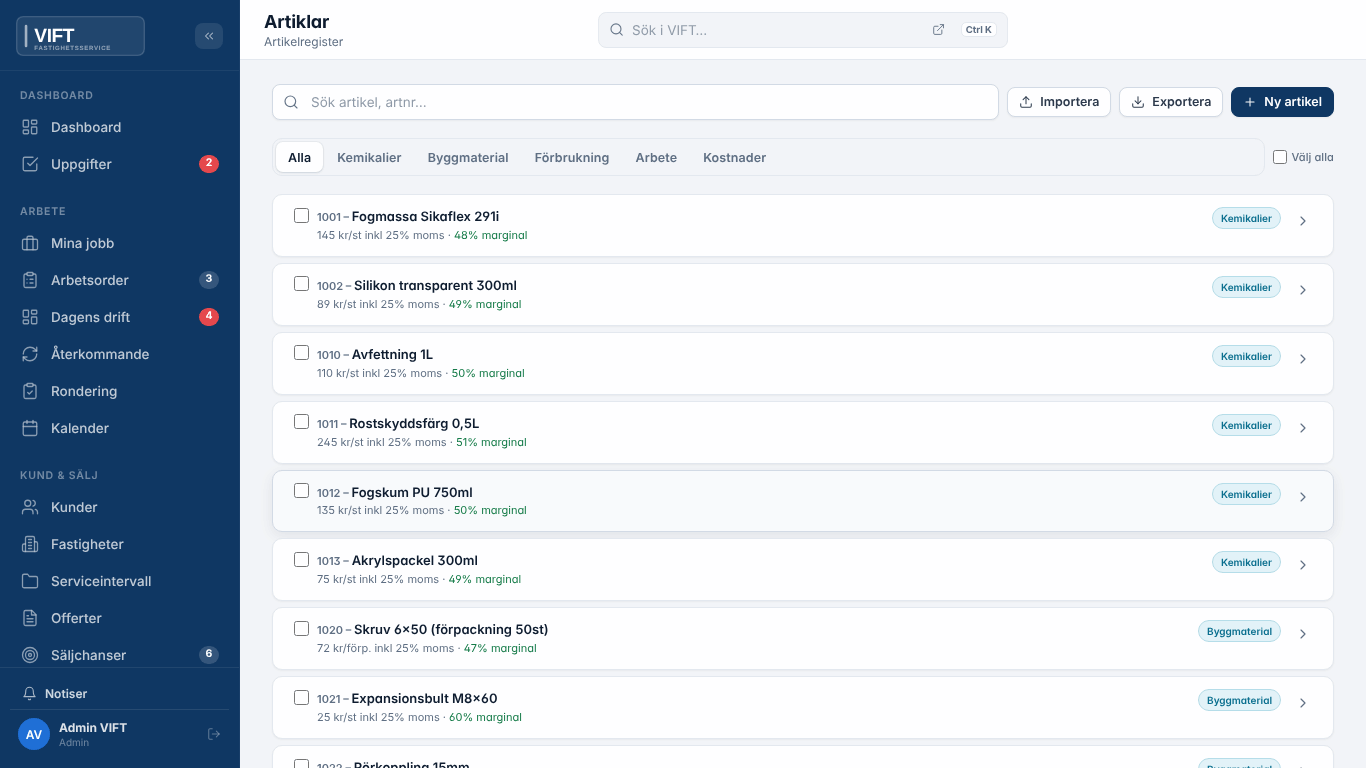 VIFT
FASTIGHETSSERVICE
DASHBOARD
Dashboard
Uppgifter 2
ARBETE
Mina jobb
Arbetsorder 3
Dagens drift 4
Återkommande
Rondering
Kalender
KUND & SÄLJ
Kunder
Fastigheter
Serviceintervall
Offerter
Säljchanser 6
Notiser
AV Admin VIFT
Admin
Artiklar
Artikelregister
Sök i VIFT... Ctrl K
Sök artikel, artnr... Importera Exportera Ny artikel
Alla Kemikalier Byggmaterial Förbrukning Arbete Kostnader Välj alla
1001 – Fogmassa Sikaflex 291i Kemikalier
145 kr/st inkl 25% moms · 48% marginal
1002 – Silikon transparent 300ml Kemikalier
89 kr/st inkl 25% moms · 49% marginal
1010 – Avfettning 1L Kemikalier
110 kr/st inkl 25% moms · 50% marginal
1011 – Rostskyddsfärg 0,5L Kemikalier
245 kr/st inkl 25% moms · 51% marginal
1012 – Fogskum PU 750ml Kemikalier
135 kr/st inkl 25% moms · 50% marginal
1013 – Akrylspackel 300ml Kemikalier
75 kr/st inkl 25% moms · 49% marginal
1020 – Skruv 6×50 (förpackning 50st) Byggmaterial
72 kr/förp. inkl 25% moms · 47% marginal
1021 – Expansionsbult M8×60 Byggmaterial
25 kr/st inkl 25% moms · 60% marginal
1022 – Rörkoppling 15mm Byggmaterial